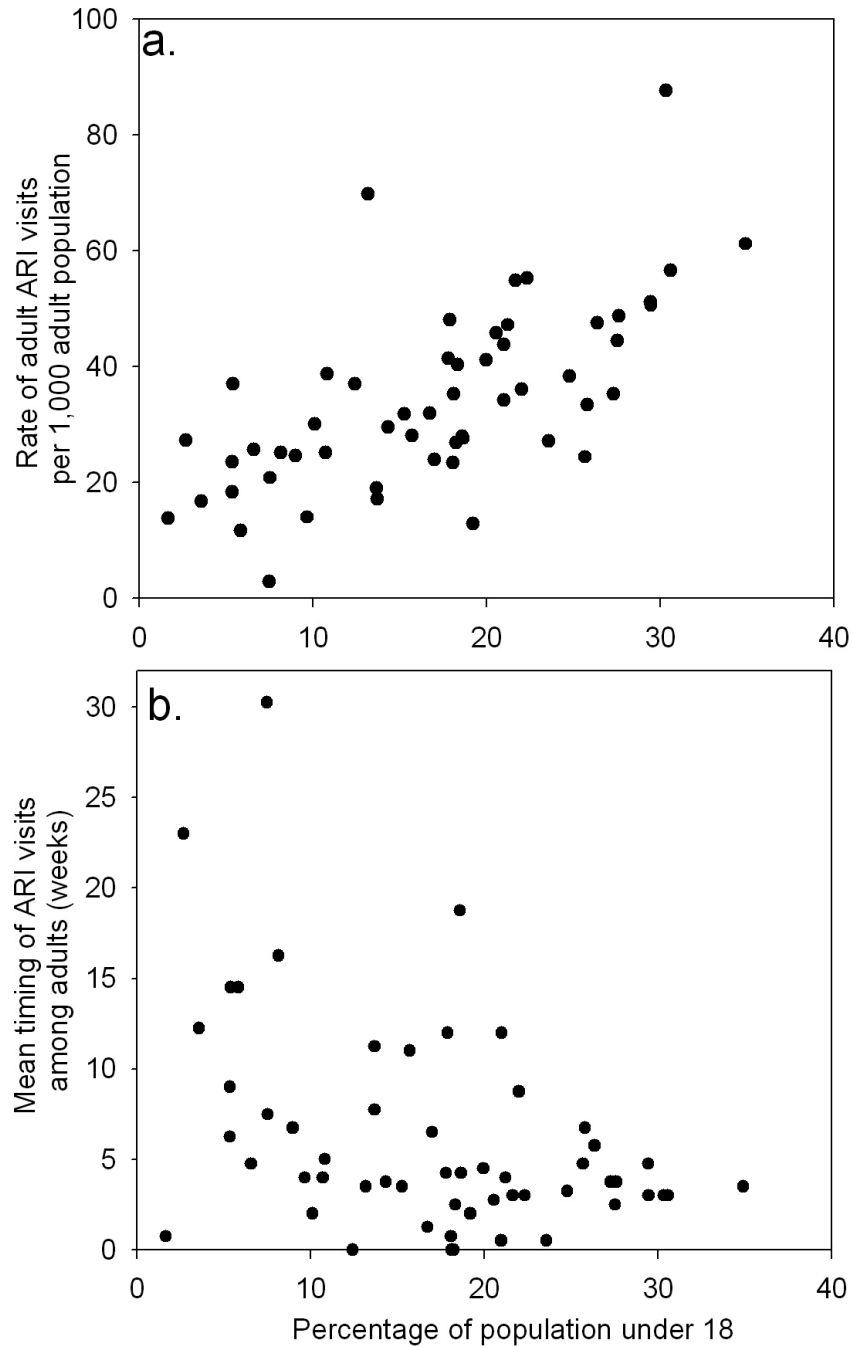 a.
Rate of adult ARI visits
per 1,000 adult population
100
80
60
40
20
0
0 10 20 30 40
b.
Mean timing of ARI visits
among adults (weeks)
30
25
20
15
10
5
0
0 10 20 30 40
Percentage of population under 18